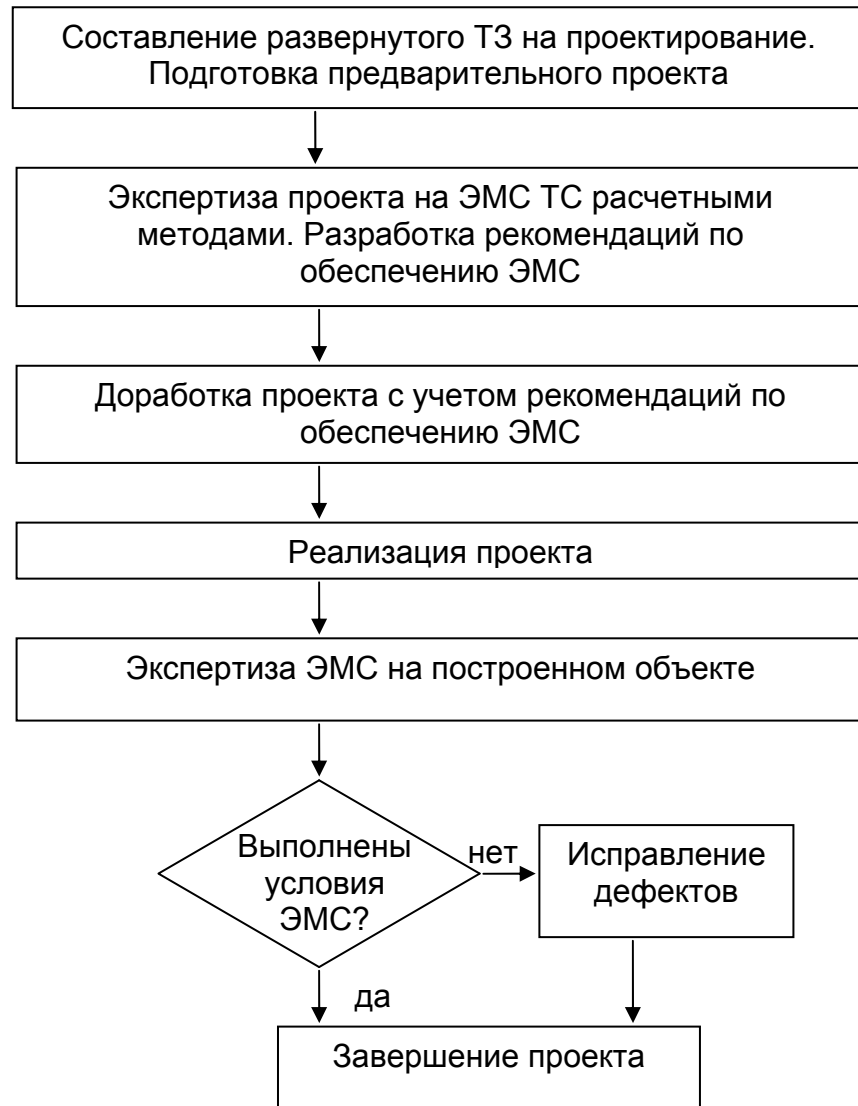 Составление развернутого ТЗ на проектирование.
Подготовка предварительного проекта
Экспертиза проекта на ЭМС ТС расчетными
методами. Разработка рекомендаций по
обеспечению ЭМС
Доработка проекта с учетом рекомендаций по
обеспечению ЭМС
Реализация проекта
Экспертиза ЭМС на построенном объекте
Выполнены
условия
ЭМС?
нет
Исправление
дефектов
да
Завершение проекта